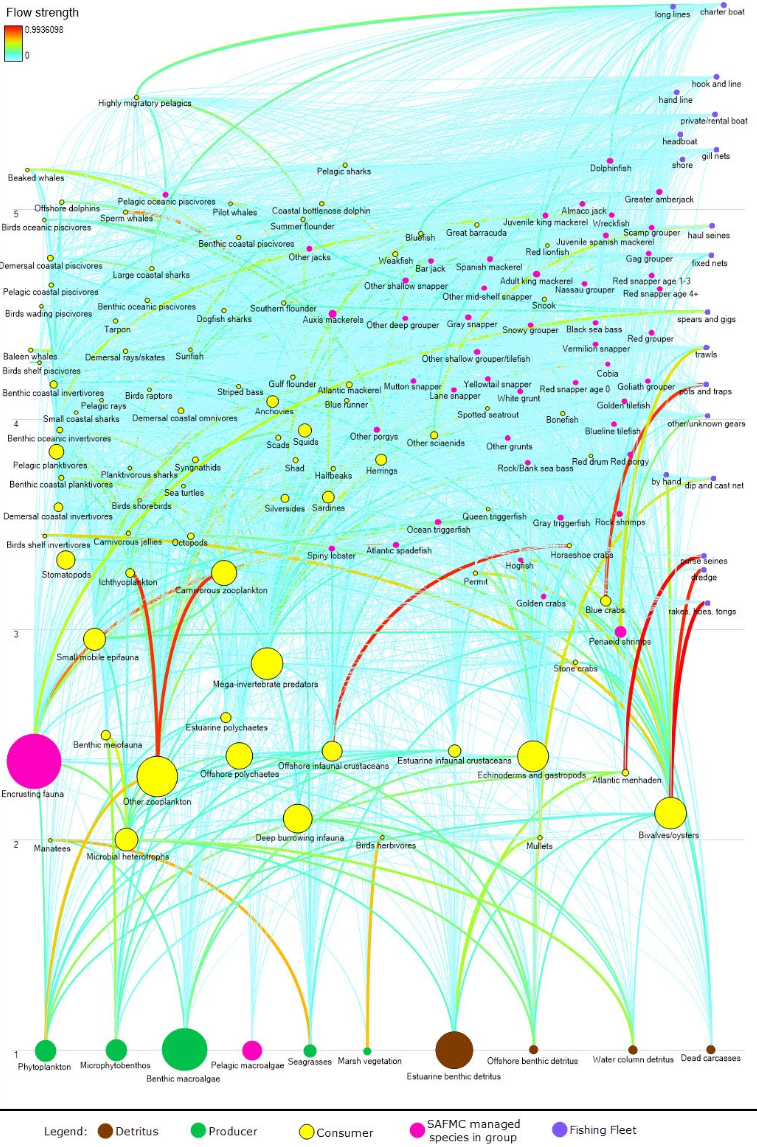 Flow strength
0.9936098
0
long lines
charter boat
Highly migratory pelagics
hook and line
hand line
private/rental boat
headboat
gill nets
shore
Beaked whales
Pelagic sharks
Dolphinfish
Pelagic oceanic piscivores
Greater amberjack
5
Offshore dolphins
Sperm whales
Pilot whales
Coastal bottlenose dolphin
Almaco jack
Birds oceanic piscivores
Summer flounder
Juvenile king mackerel
Wreckfish
Benthic coastal piscivores
Bluefish
Great barracuda
Scamp grouper
haul seines
Juvenile spanish mackerel
Other jacks
Weakfish
Red lionfish
Demersal coastal piscivores
Large coastal sharks
Bar jack
Spanish mackerel
Gag grouper
fixed nets
Pelagic coastal piscivores
Other shallow snapper
Adult king mackerel
Nassau grouper
Red snapper age 1-3
Other mid-shelf snapper
Red snapper age 4+
Birds wading piscivores
Benthic oceanic piscivores
Dogfish sharks
Southern flounder
Snook
Tarpon
Auxis mackerels
Other deep grouper
Gray snapper
Snowy grouper
Black sea bass
spears and gigs
Red grouper
Baleen whales
Demersal rays/skates
Sunfish
Other shallow grouper/tilefish
Vermilion snapper
trawls
Birds shelf piscivores
Cobia
Benthic coastal invertivores
Birds raptors
Striped bass
Gulf flounder
Atlantic mackerel
Mutton snapper
Yellowtail snapper
Red snapper age 0
Goliath grouper
pots and traps
Lane snapper
White grunt
Pelagic rays
Blue runner
Golden tilefish
Small coastal sharks
Demersal coastal omnivores
Anchovies
Spotted seatrout
Bonefish
4
other/unknown gears
Benthic oceanic invertivores
Scads
Squids
Other porgys
Other sciaenids
Other grunts
Blueline tilefish
Pelagic planktivores
Planktivorous sharks
Syngnathids
Shad
Halfbeaks
Herrings
Rock/Bank sea bass
Red drum
Red porgy
Benthic coastal planktivores
Sea turtles
by hand
dip and cast net
Demersal coastal invertivores
Birds shorebirds
Silversides
Sardines
Queen triggerfish
Ocean triggerfish
Gray triggerfish
Rock shrimps
Birds shelf invertivores
Carnivorous jellies
Octopods
Spiny lobster
Atlantic spadefish
Horseshoe crabs
Stomatopods
Hogfish
purse seines
Ichthyoplankton
Carnivorous zooplankton
Permit
dredge
Golden crabs
Blue crabs
rakes, hoes, tongs
3
Small mobile epifauna
Penaeid shrimps
Mega-invertebrate predators
Stone crabs
Estuarine polychaetes
Benthic meiofauna
Offshore polychaetes
Offshore infaunal crustaceans
Estuarine infaunal crustaceans
Echinoderms and gastropods
Atlantic menhaden
Encrusting fauna
Other zooplankton
Bivalves/oysters
Deep burrowing infauna
2
Manatees
Microbial heterotrophs
Birds herbivores
Mullets
1
Phytoplankton
Microphytobenthos
Benthic macroalgae
Pelagic macroalgae
Seagrasses
Marsh vegetation
Estuarine benthic detritus
Offshore benthic detritus
Water column detritus
Dead carcasses
Legend:
Detritus
Producer
Consumer
SAFMC managed
species in group
Fishing Fleet